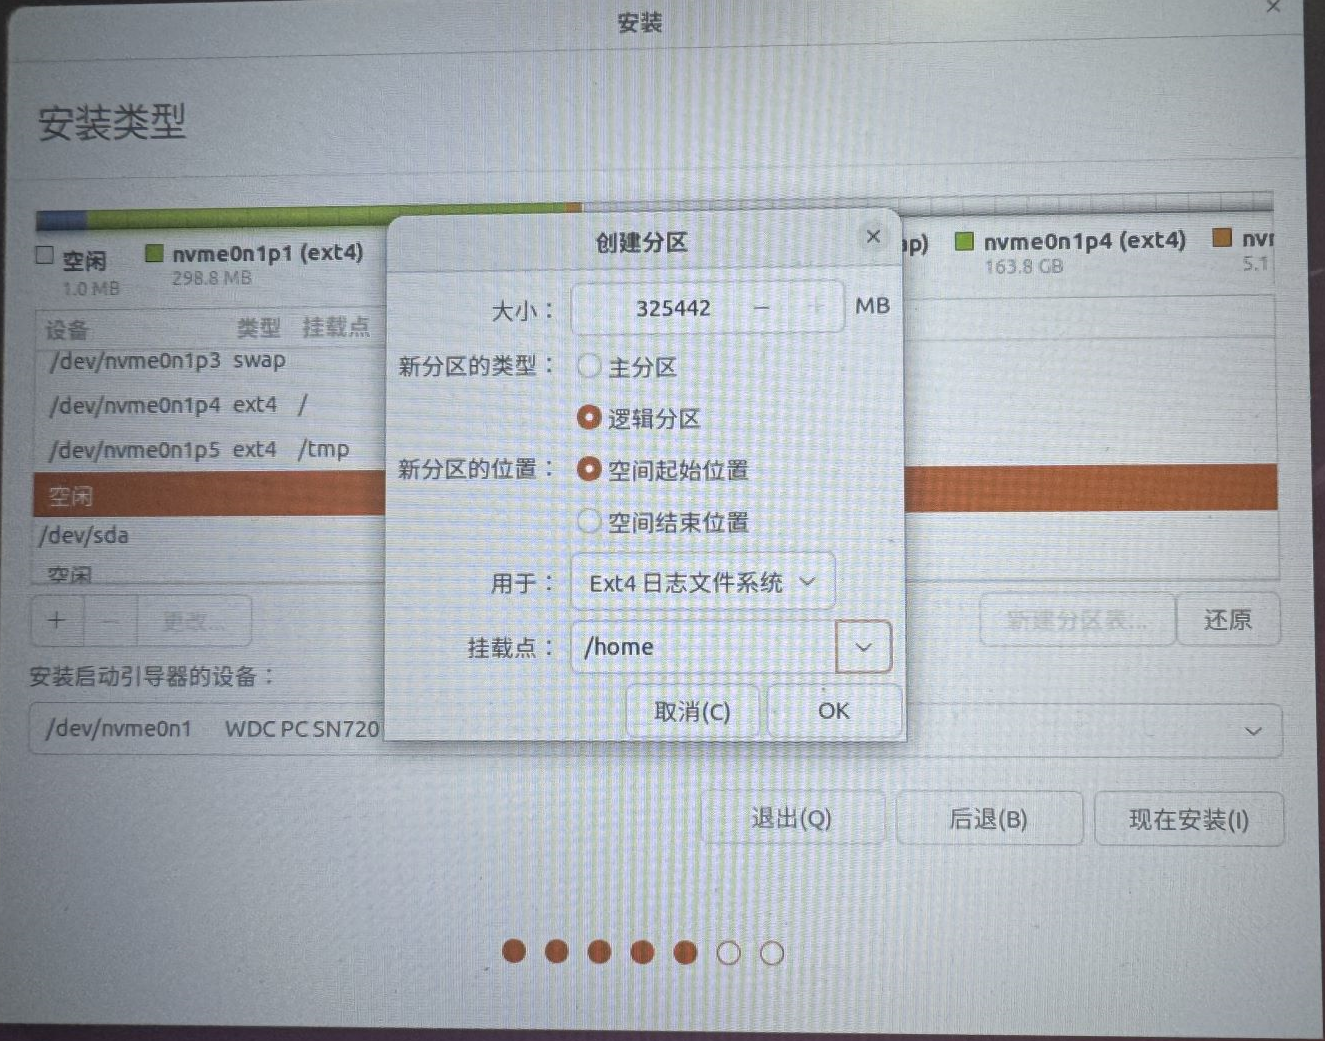 安装
安装类型
空闲
1.0 MB
nvme0n1p1 (ext4)
298.8 MB
nvme0n1p4 (ext4)
163.8 GB
5.1
设备 类型 挂载点
/dev/nvme0n1p3 swap
/dev/nvme0n1p4 ext4 /
/dev/nvme0n1p5 ext4 /tmp
空闲
/dev/sda
空闲
创建分区
大小： 325442 － + MB
新分区的类型： 主分区
逻辑分区
新分区的位置： 空间起始位置
空间结束位置
用于： Ext4 日志文件系统
挂载点： /home
取消(C) OK
+ － 更改...
新建分区表... 还原
安装启动引导器的设备：
/dev/nvme0n1 WDC PC SN720
退出(Q) 后退(B) 现在安装(I)